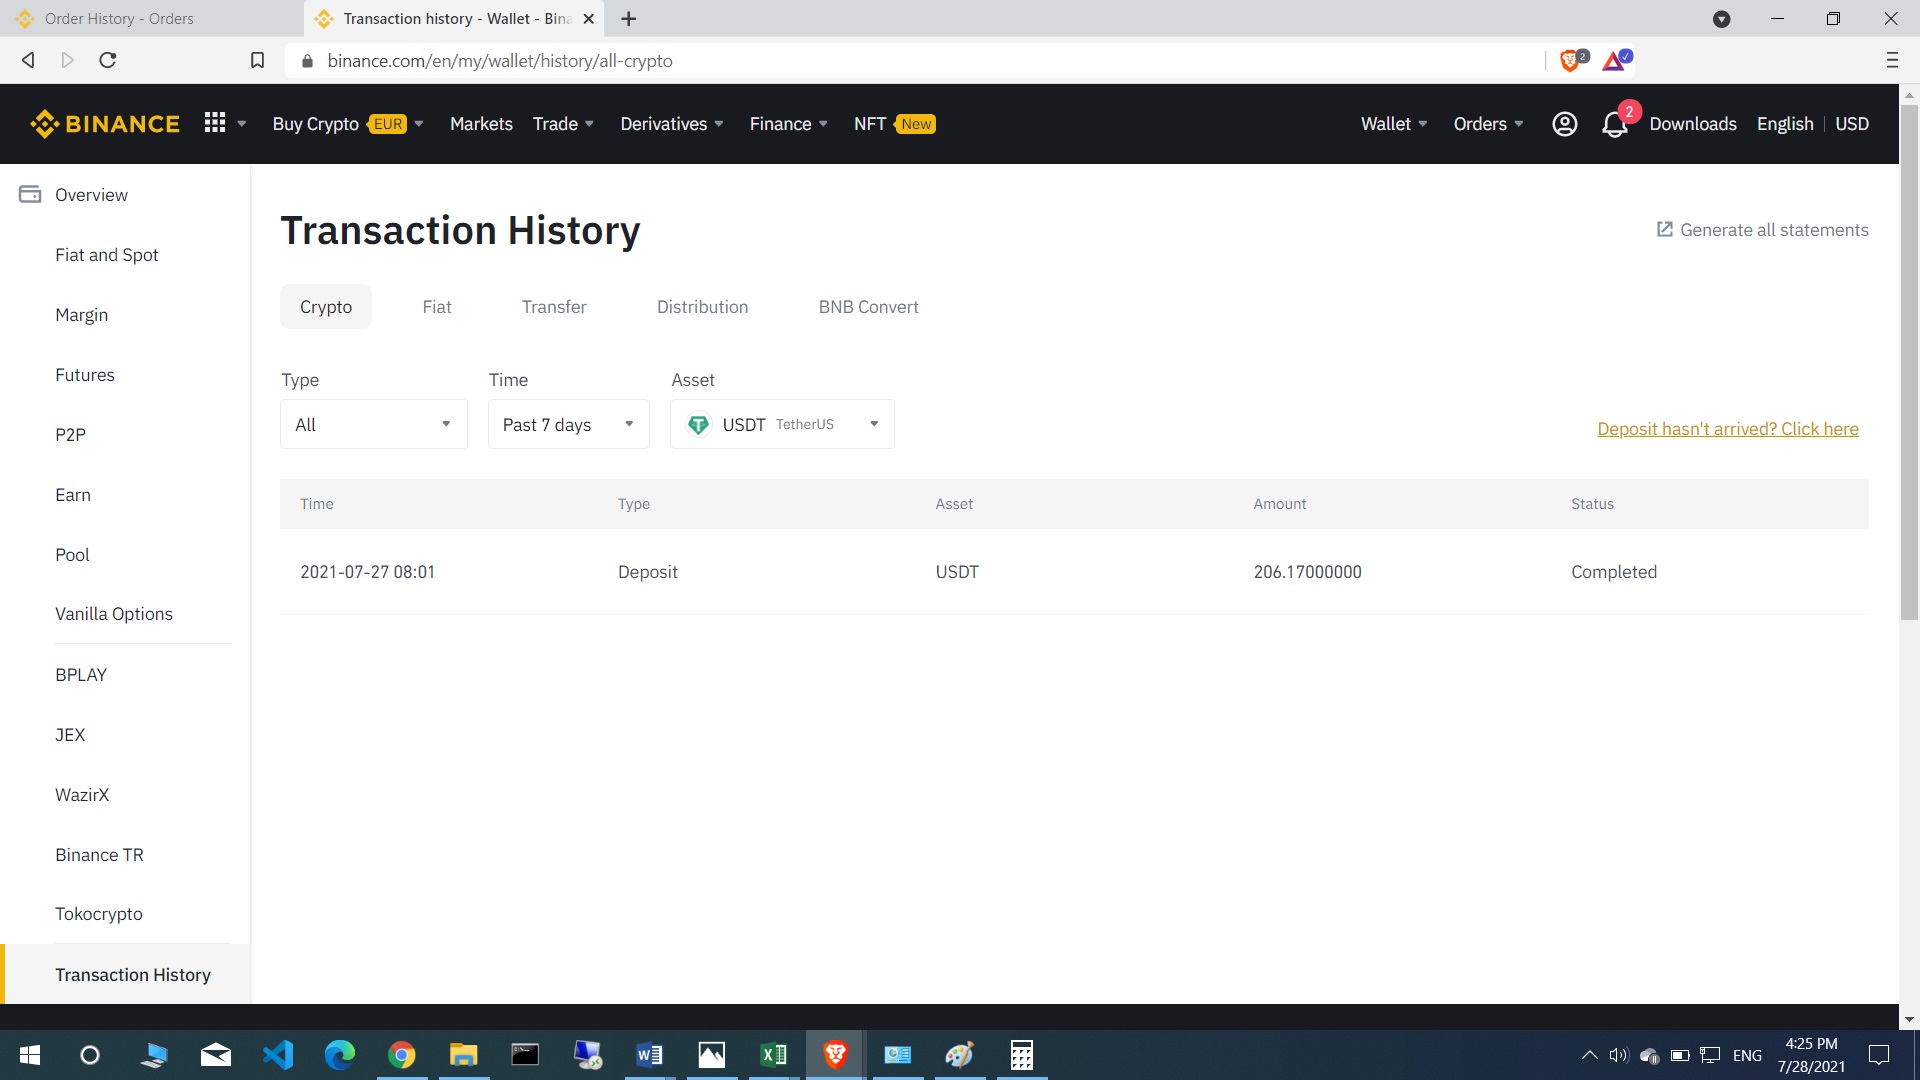 Order History - Orders
Transaction history - Wallet - Bina
binance.com/en/my/wallet/history/all-crypto
2
BINANCE
Buy Crypto EUR
Markets
Trade
Derivatives
Finance
NFT New
Wallet
Orders
2
Downloads
English
USD
Overview
Fiat and Spot
Margin
Futures
P2P
Earn
Pool
Vanilla Options
BPLAY
JEX
WazirX
Binance TR
Tokocrypto
Transaction History
Transaction History
Generate all statements
Crypto
Fiat
Transfer
Distribution
BNB Convert
Type
Time
Asset
All
Past 7 days
USDT TetherUS
Deposit hasn't arrived? Click here
Time Type Asset Amount Status
2021-07-27 08:01 Deposit USDT 206.17000000 Completed
ENG
4:25 PM
7/28/2021